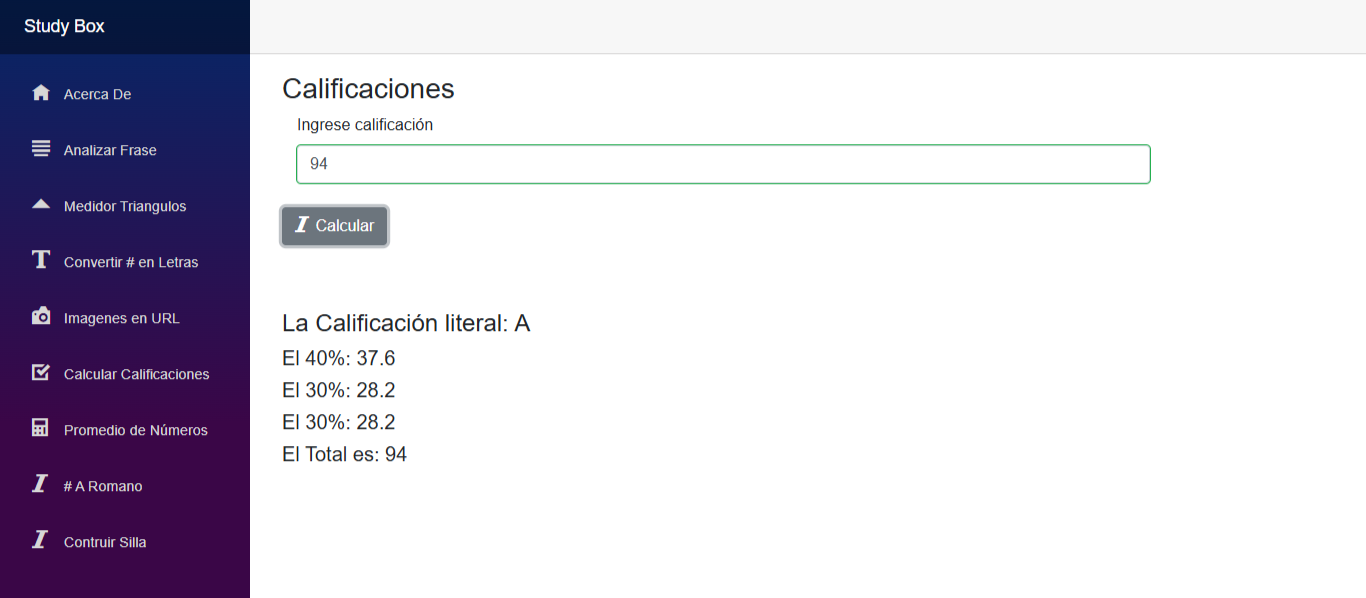 Study Box
Acerca De
Analizar Frase
Medidor Triangulos
Convertir # en Letras
Imagenes en URL
Calcular Calificaciones
Promedio de Números
# A Romano
Contruir Silla
Calificaciones
Ingrese calificación
94
Calcular
La Calificación literal: A
El 40%: 37.6
El 30%: 28.2
El 30%: 28.2
El Total es: 94